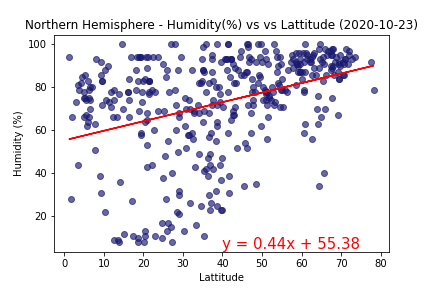 Northern Hemisphere - Humidity(%) vs vs Lattitude (2020-10-23)
100
80
60
40
20
Humidity (%)
y = 0.44x + 55.38
0 10 20 30 40 50 60 70 80
Lattitude